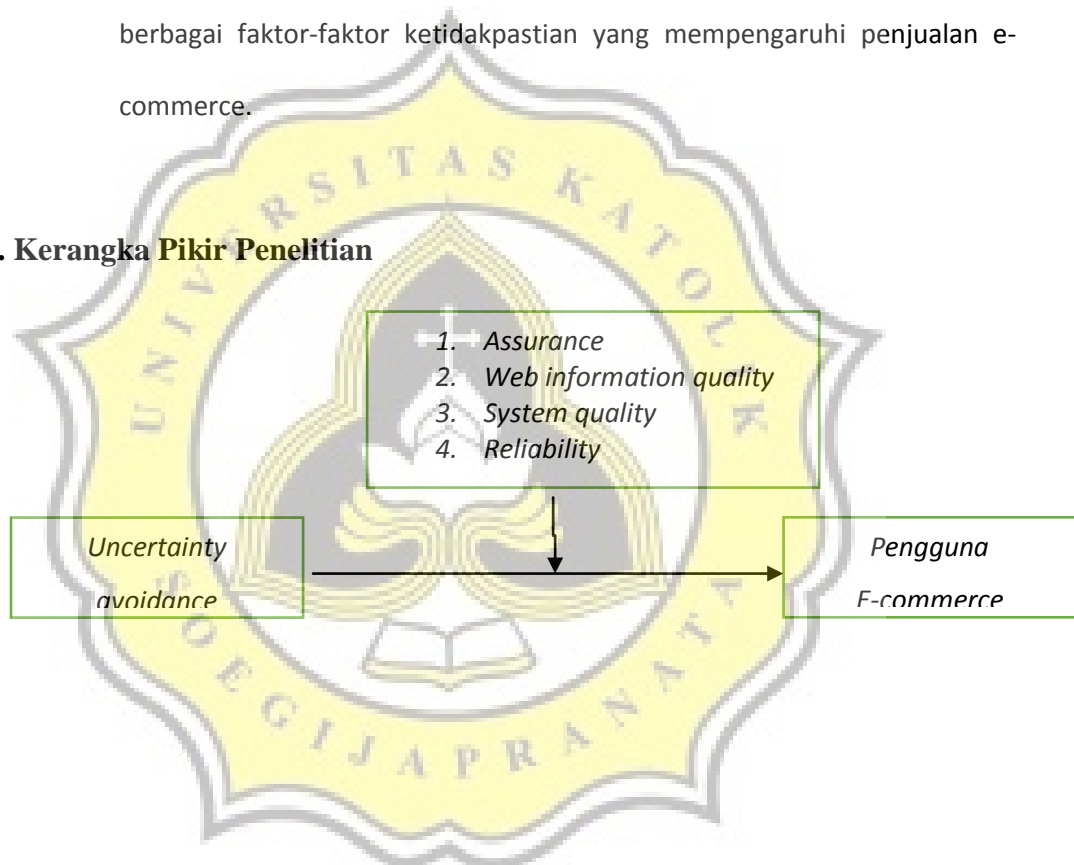 berbagai faktor-faktor ketidakpastian yang mempengaruhi penjualan e-
commerce.
. Kerangka Pikir Penelitian
1. Assurance
2. Web information quality
3. System quality
4. Reliability
Uncertainty
avoidance
Pengguna
E-commerce
UNIVERSITAS KATOLIK
SOEGIJAPRANATA